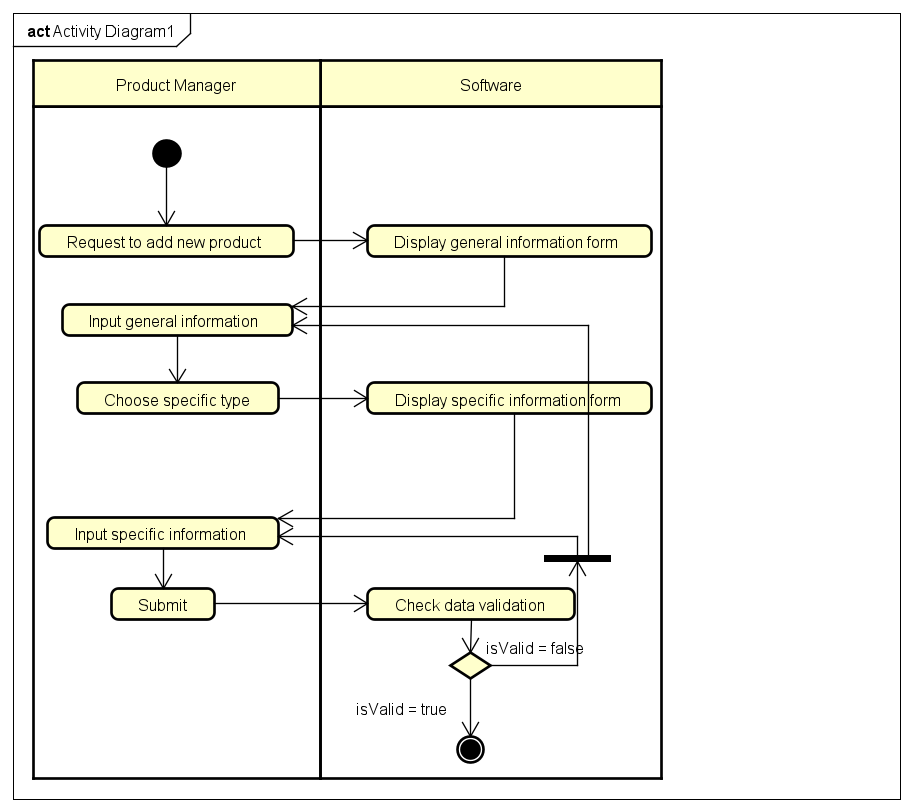 act Activity Diagram1
Product Manager
Software
Request to add new product
Display general information form
Input general information
Choose specific type
Display specific information form
Input specific information
Submit
Check data validation
isValid = false
isValid = true